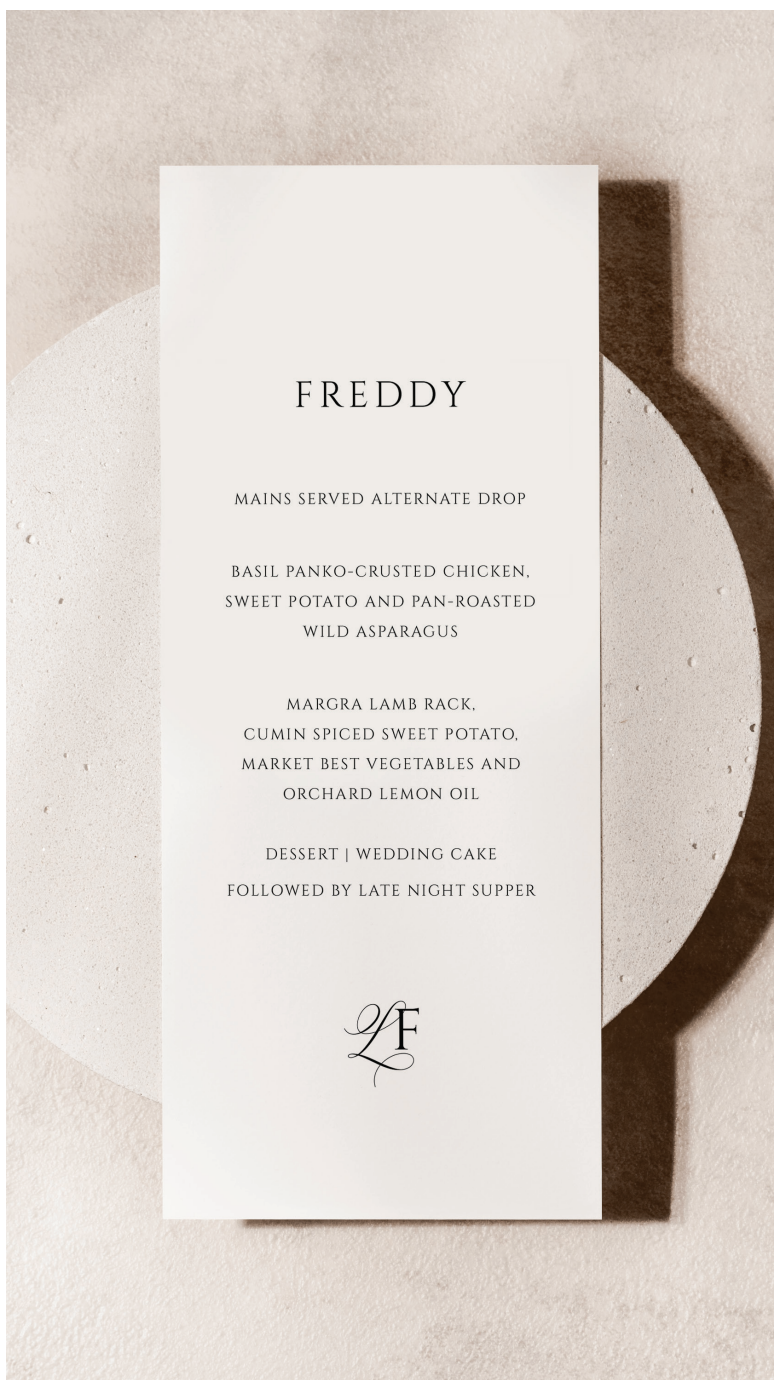 FREDDY
MAINS SERVED ALTERNATE DROP
BASIL PANKO-CRUSTED CHICKEN,
SWEET POTATO AND PAN-ROASTED
WILD ASPARAGUS
MARGRA LAMB RACK,
CUMIN SPICED SWEET POTATO,
MARKET BEST VEGETABLES AND
ORCHARD LEMON OIL
DESSERT | WEDDING CAKE
FOLLOWED BY LATE NIGHT SUPPER
LF